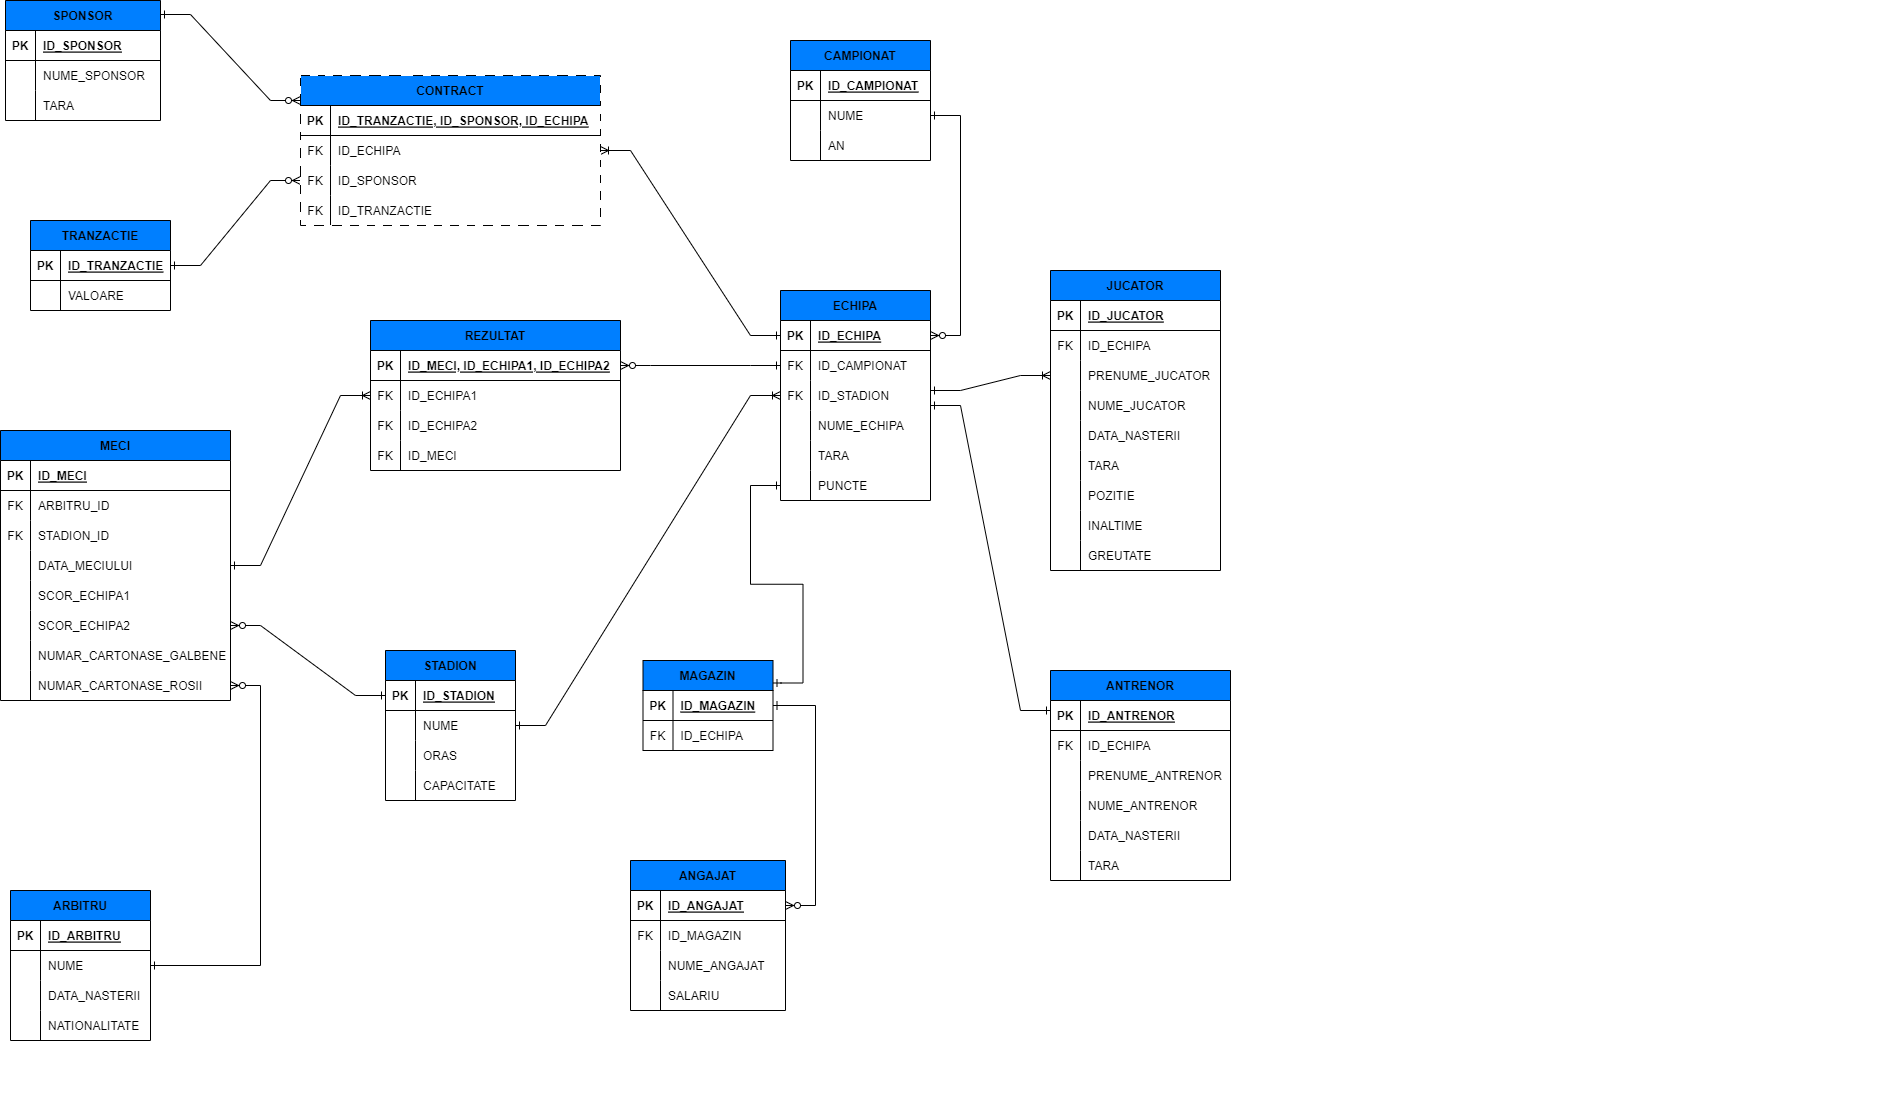 SPONSOR
PK ID_SPONSOR
NUME_SPONSOR
TARA
CONTRACT
PK ID_TRANZACTIE, ID_SPONSOR, ID_ECHIPA
FK ID_ECHIPA
FK ID_SPONSOR
FK ID_TRANZACTIE
CAMPIONAT
PK ID_CAMPIONAT
NUME
AN
TRANZACTIE
PK ID_TRANZACTIE
VALOARE
REZULTAT
PK ID_MECI, ID_ECHIPA1, ID_ECHIPA2
FK ID_ECHIPA1
FK ID_ECHIPA2
FK ID_MECI
ECHIPA
PK ID_ECHIPA
FK ID_CAMPIONAT
FK ID_STADION
NUME_ECHIPA
TARA
PUNCTE
JUCATOR
PK ID_JUCATOR
FK ID_ECHIPA
PRENUME_JUCATOR
NUME_JUCATOR
DATA_NASTERII
TARA
POZITIE
INALTIME
GREUTATE
MECI
PK ID_MECI
FK ARBITRU_ID
FK STADION_ID
DATA_MECIULUI
SCOR_ECHIPA1
SCOR_ECHIPA2
NUMAR_CARTONASE_GALBENE
NUMAR_CARTONASE_ROSII
STADION
PK ID_STADION
NUME
ORAS
CAPACITATE
MAGAZIN
PK ID_MAGAZIN
FK ID_ECHIPA
ANTRENOR
PK ID_ANTRENOR
FK ID_ECHIPA
PRENUME_ANTRENOR
NUME_ANTRENOR
DATA_NASTERII
TARA
ARBITRU
PK ID_ARBITRU
NUME
DATA_NASTERII
NATIONALITATE
ANGAJAT
PK ID_ANGAJAT
FK ID_MAGAZIN
NUME_ANGAJAT
SALARIU